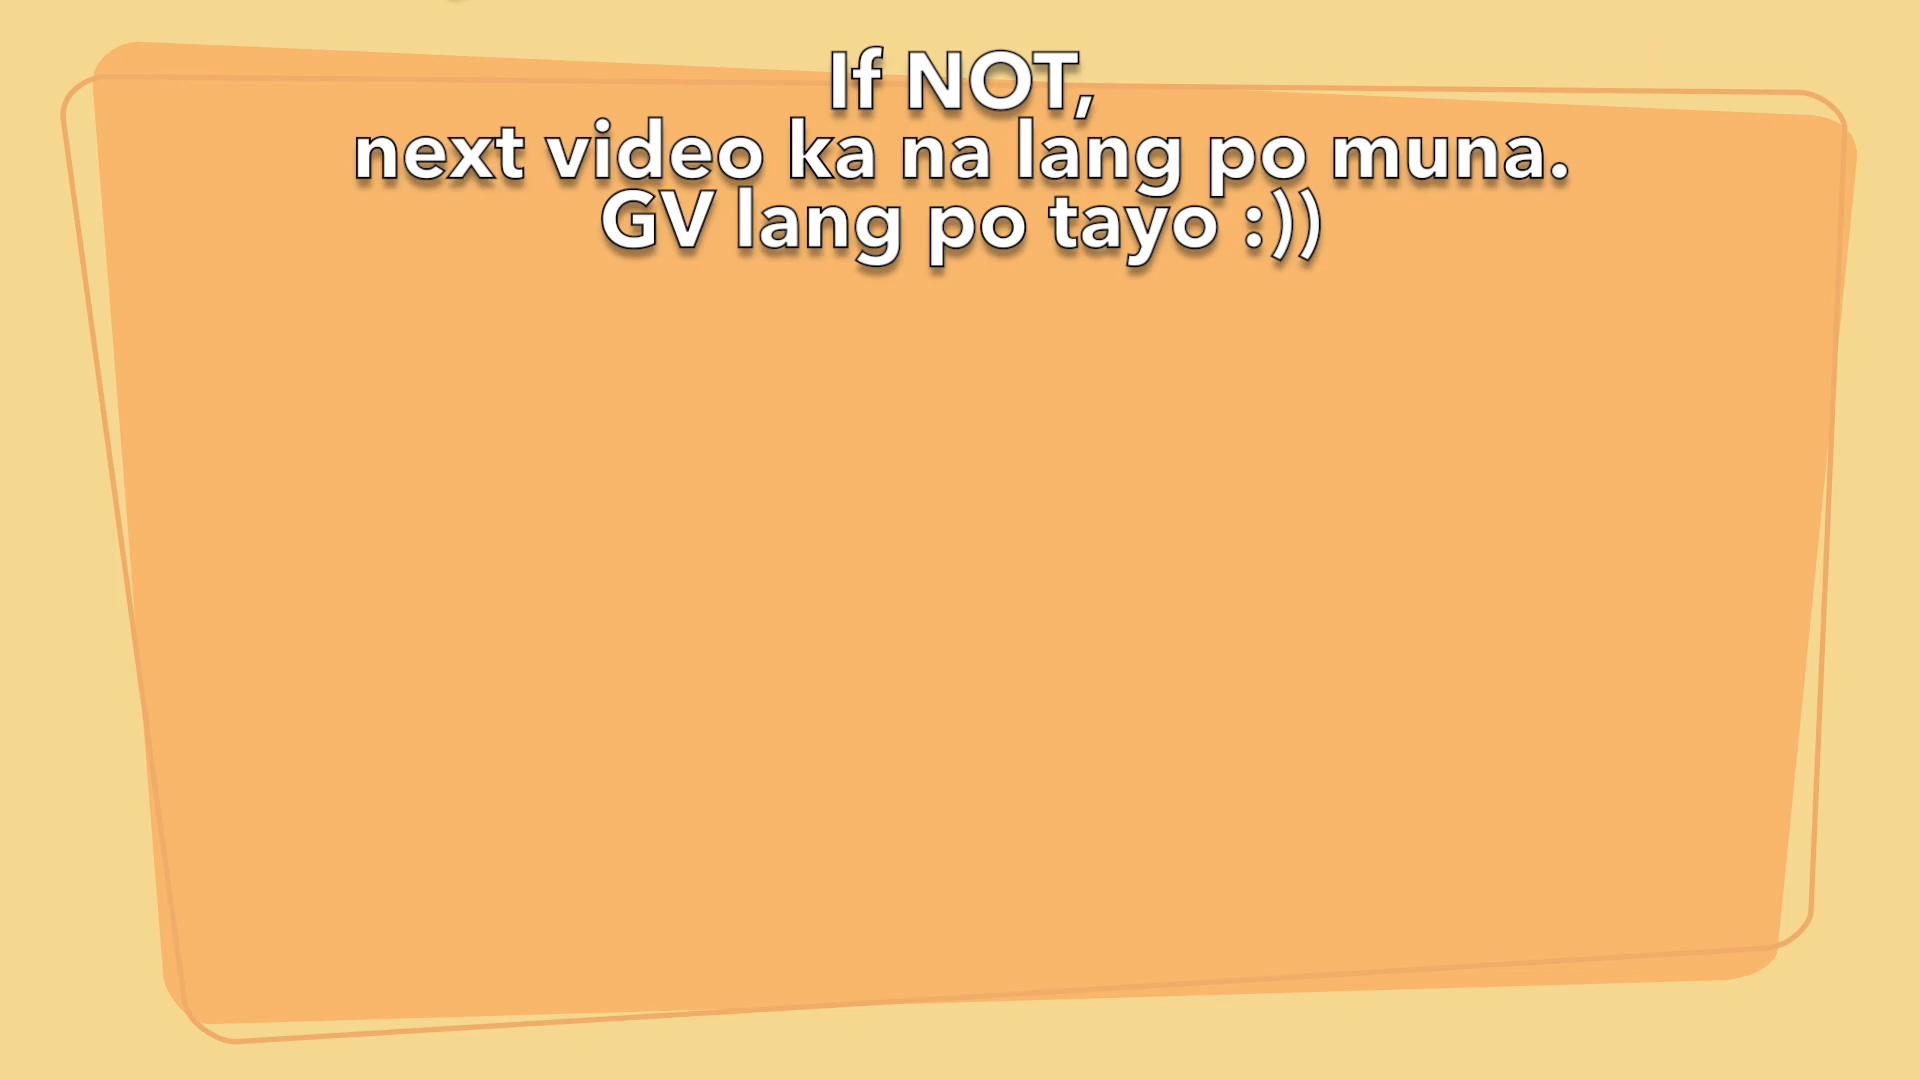 If NOT,
next video ka na lang po muna.
GV lang po tayo :))